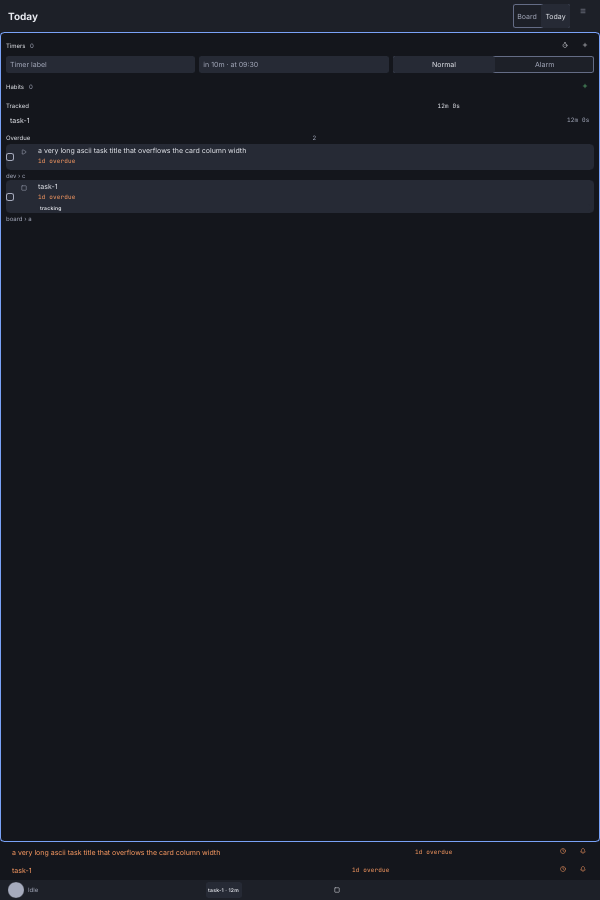 Today
Board Today
Timers 0
Timer label in 10m · at 09:30 Normal Alarm
Habits 0
Tracked 12m 0s
task-1 12m 0s
Overdue 2
a very long ascii task title that overflows the card column width
1d overdue
dev › c
task-1
1d overdue
tracking
board › a
a very long ascii task title that overflows the card column width 1d overdue
task-1 1d overdue
Idle task-1 · 12m